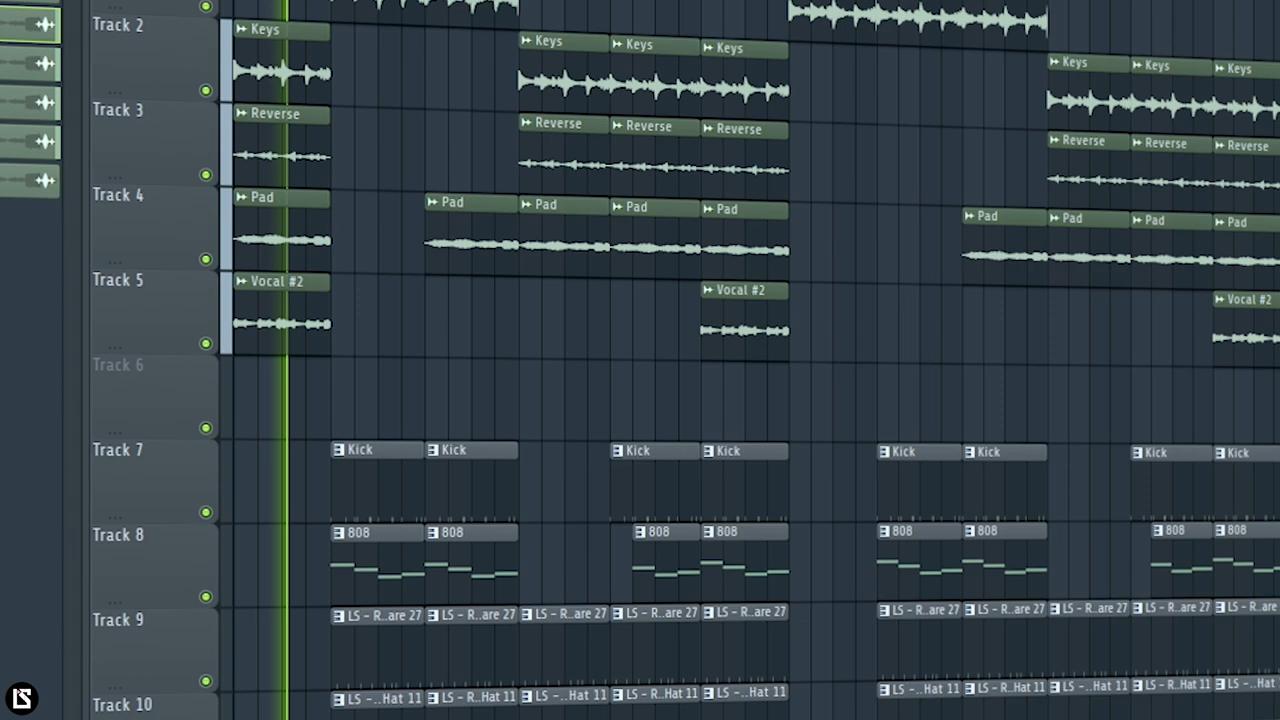 Track 2
Keys
Keys Keys Keys
Keys Keys Keys
Track 3
Reverse
Reverse Reverse Reverse
Reverse Reverse Reverse
Track 4
Pad
Pad Pad Pad Pad
Pad Pad Pad Pad
Track 5
Vocal #2
Vocal #2
Vocal #2
Track 6
Track 7
Kick Kick Kick Kick Kick Kick Kick Kick
Track 8
808 808 808 808 808 808 808 808
Track 9
LS - R..are 27 LS - R..are 27 LS - R..are 27 LS - R..are 27 LS - R..are 27 LS - R..are 27 LS - R..are 27 LS - R..are 27 LS - R..are 27 LS - R..are
Track 10
LS - ..Hat 11 LS - R..Hat 11 LS - ..Hat 11 LS - R..Hat 11 LS - ..Hat 11 LS - ..Hat 11 LS - R..Hat 11 LS - ..Hat 11 LS - R..Hat 11 LS - ..Hat
LS